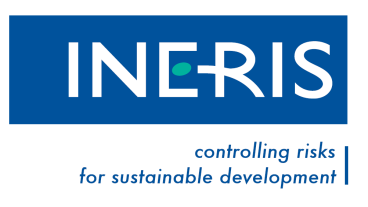 INERIS
controlling risks
for sustainable development